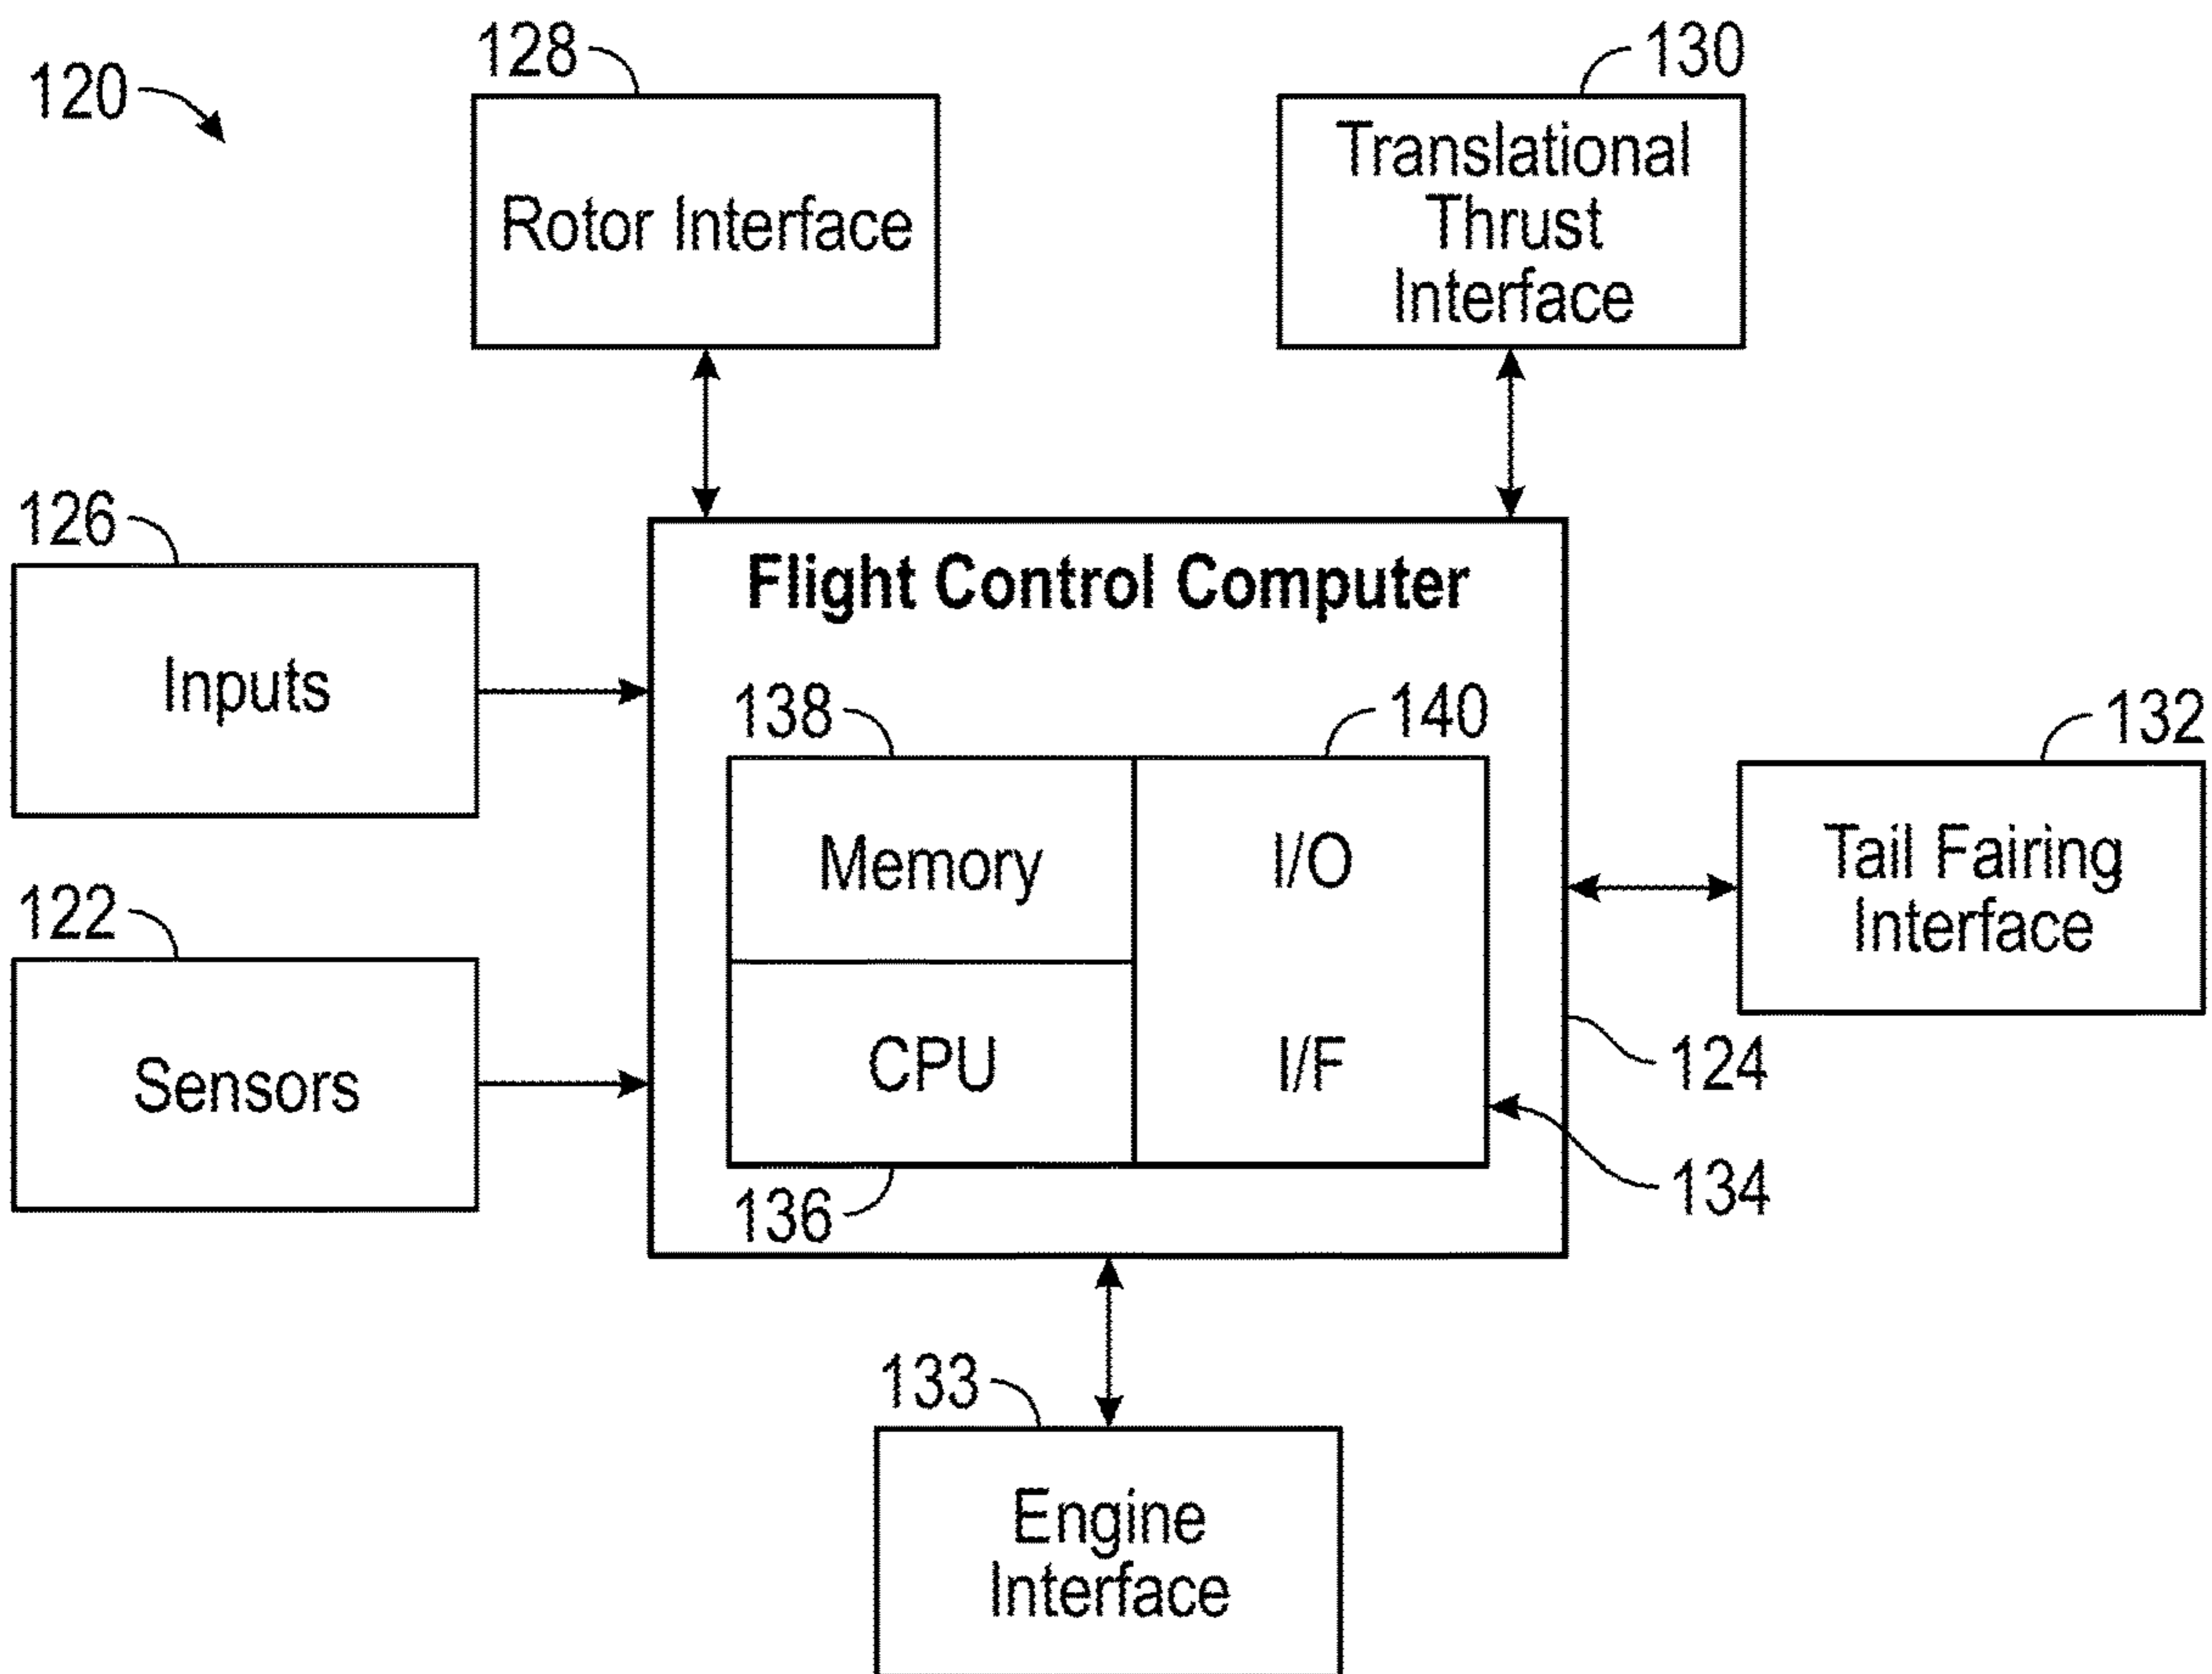 128
130
120
Rotor Interface
Translational
Thrust
Interface
126
Inputs
Flight Control Computer
138
140
132
Memory
I/O
Tail Fairing
Interface
122
Sensors
CPU
I/F
124
136
134
133
Engine
Interface